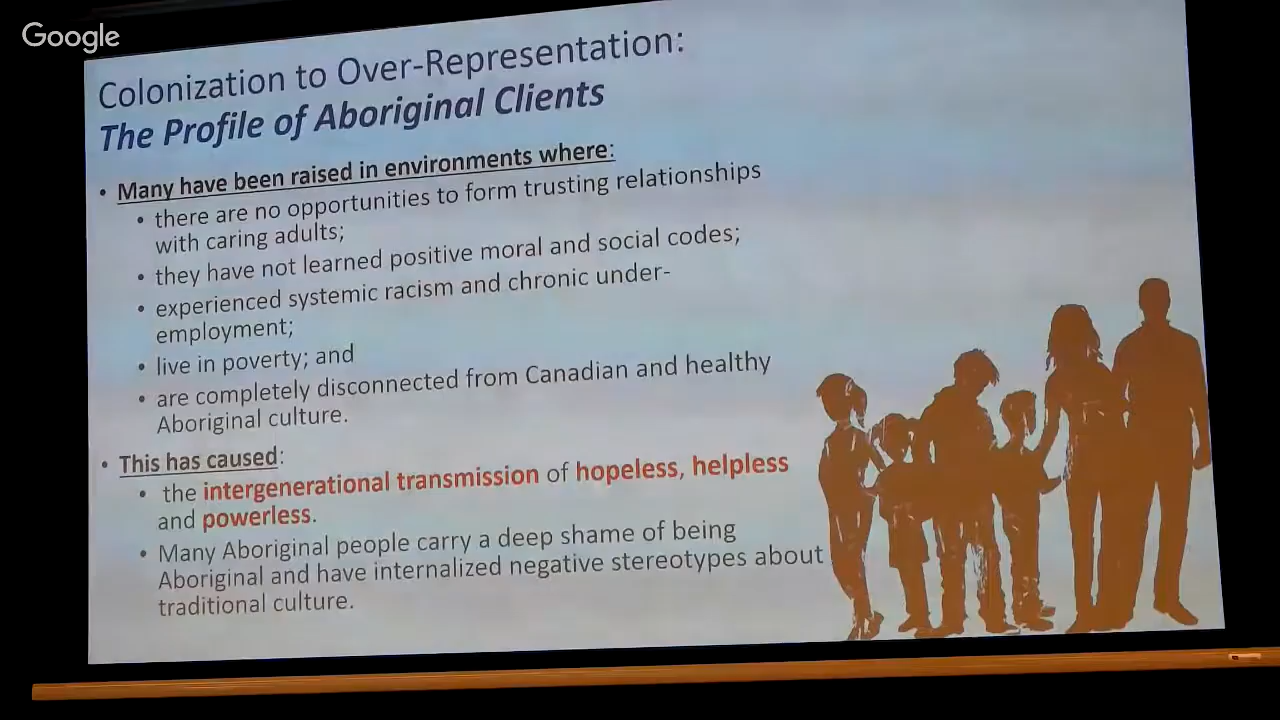 Google
Colonization to Over-Representation:
The Profile of Aboriginal Clients
• Many have been raised in environments where:
• there are no opportunities to form trusting relationships
with caring adults;
• they have not learned positive moral and social codes;
• experienced systemic racism and chronic under-
employment;
• live in poverty; and
• are completely disconnected from Canadian and healthy
Aboriginal culture.
• This has caused:
• the intergenerational transmission of hopeless, helpless
and powerless.
• Many Aboriginal people carry a deep shame of being
Aboriginal and have internalized negative stereotypes about
traditional culture.